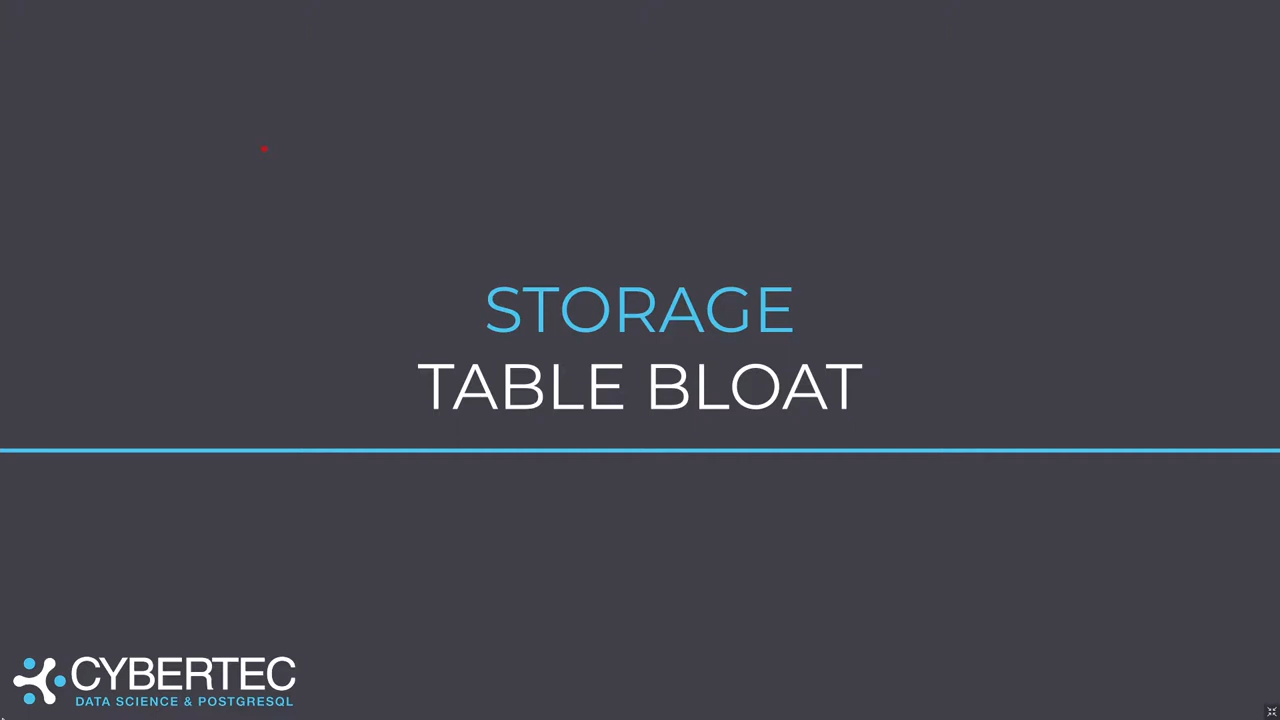 STORAGE
TABLE BLOAT
CYBERTEC
DATA SCIENCE & POSTGRESQL